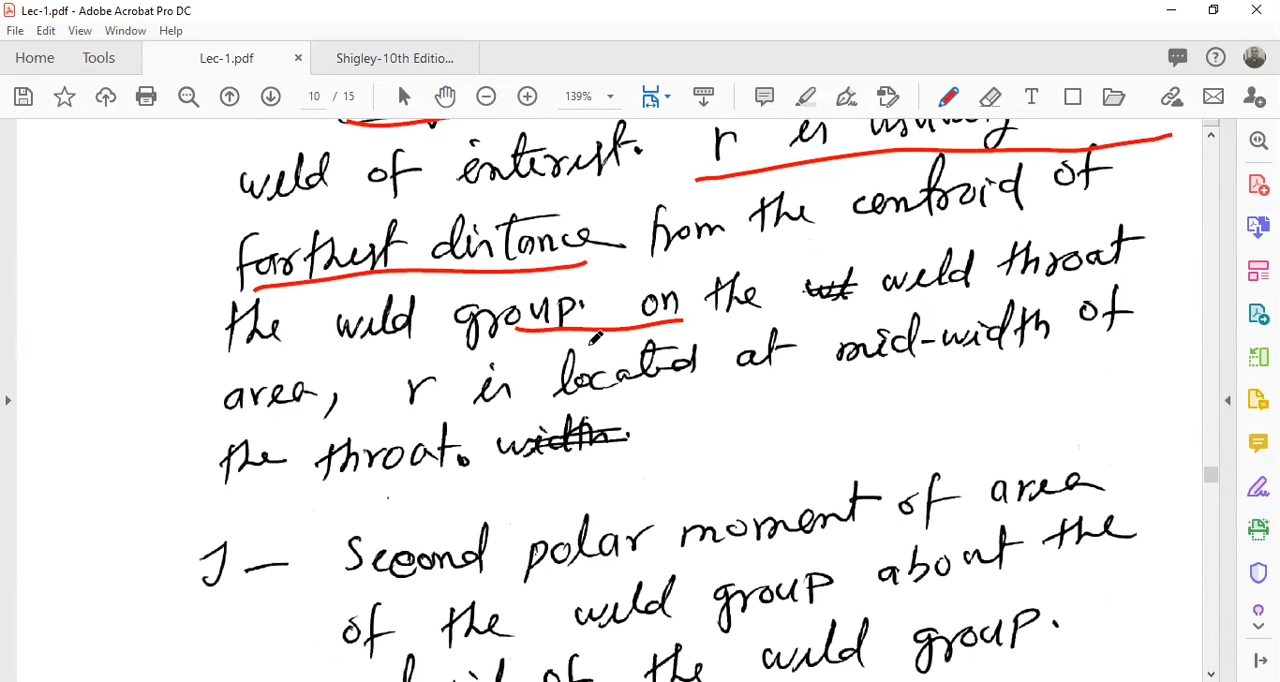 Lec-1.pdf - Adobe Acrobat Pro DC
File Edit View Window Help
Home Tools Lec-1.pdf × Shigley-10th Editio...
10 / 15 139%
r is usually
weld of interest.
farthest distance from the centroid of
the weld group. on the weld throat
area, r is located at mid-width of
the throat. width.
J — Second polar moment of area
of the weld group about the
of the weld group.